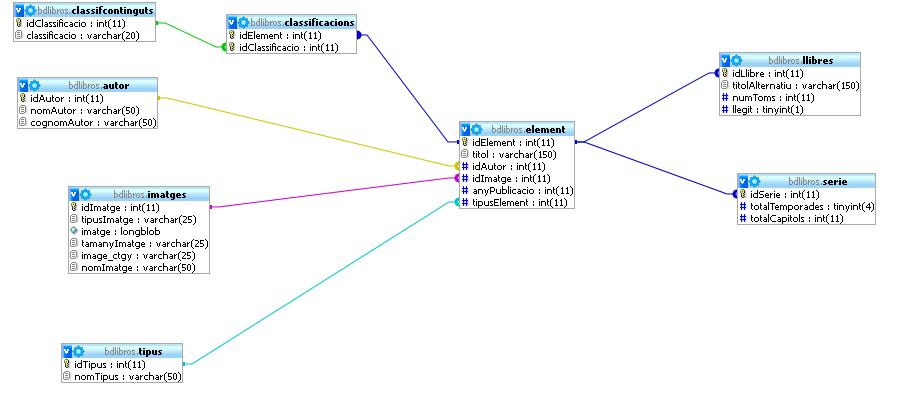 bdlibros.classifcontinguts
idClassificacio : int(11)
classificacio : varchar(20)
bdlibros.classificacions
idElement : int(11)
idClassificacio : int(11)
bdlibros.autor
idAutor : int(11)
nomAutor : varchar(50)
cognomAutor : varchar(50)
bdlibros.imatges
idImatge : int(11)
tipusImatge : varchar(25)
imatge : longblob
tamanyImatge : varchar(25)
image_ctgy : varchar(25)
nomImatge : varchar(50)
bdlibros.tipus
idTipus : int(11)
nomTipus : varchar(50)
bdlibros.element
idElement : int(11)
titol : varchar(150)
idAutor : int(11)
idImatge : int(11)
anyPublicacio : int(11)
tipusElement : int(11)
bdlibros.llibres
idLlibre : int(11)
titolAlternatiu : varchar(150)
numToms : int(11)
llegit : tinyint(1)
bdlibros.serie
idSerie : int(11)
totalTemporades : tinyint(4)
totalCapitols : int(11)